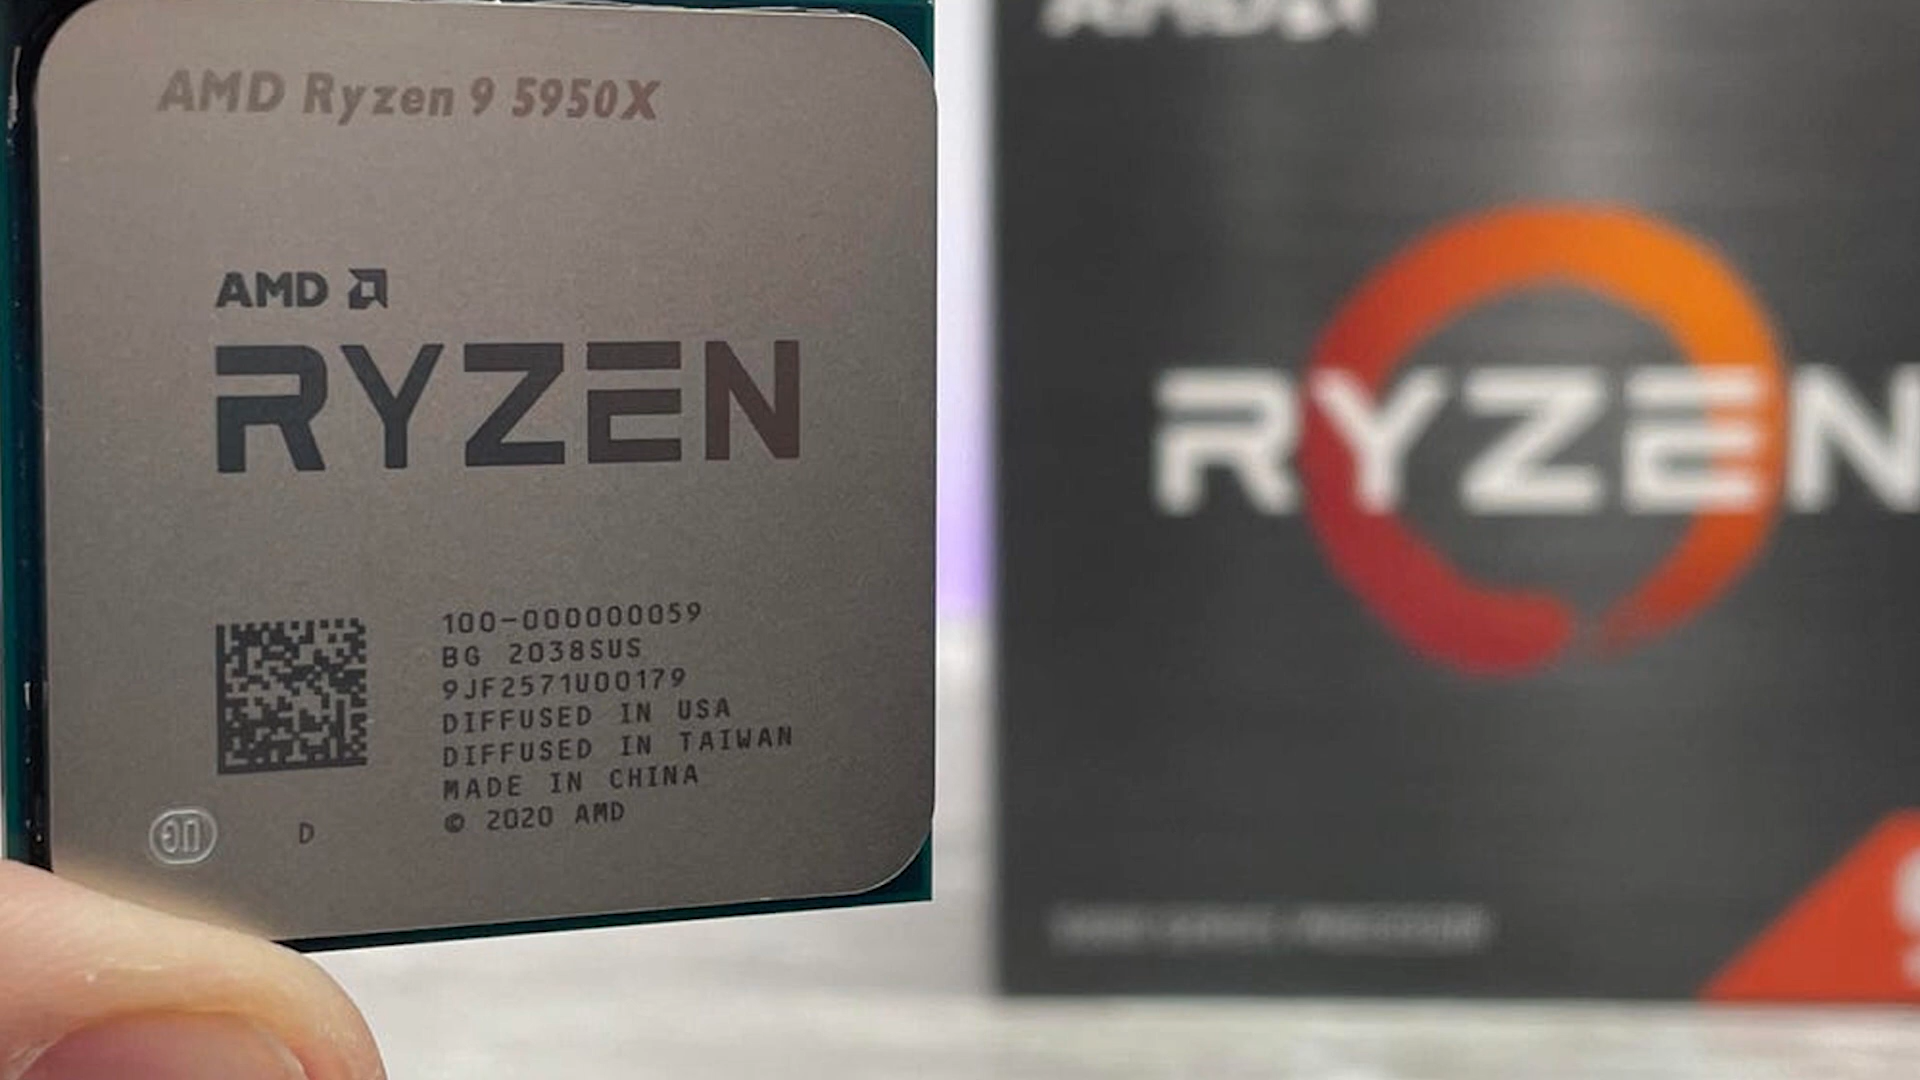 AMD Ryzen 9 5950X
AMD
RYZEN
100-000000059
BG 2038SUS
9JF2571U00179
DIFFUSED IN USA
DIFFUSED IN TAIWAN
MADE IN CHINA
© 2020 AMD
D
AMD
RYZEN